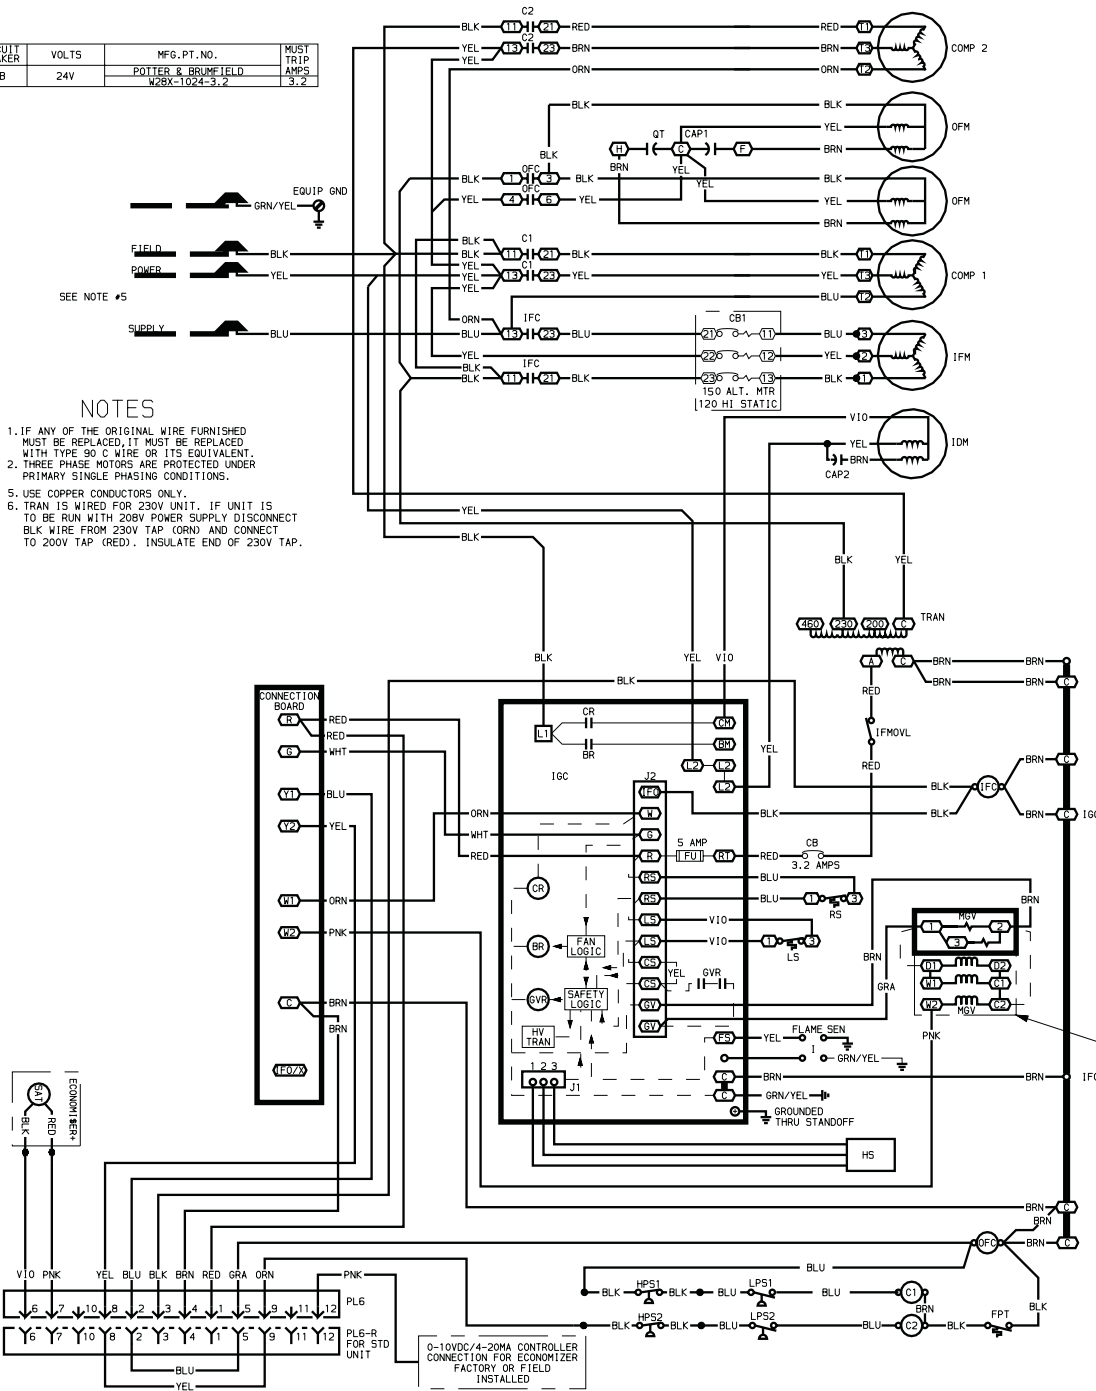 C2
BLK 11 21 RED RED T1
C2
YEL 13 23 BRN BRN T3 COMP 2
YEL
ORN ORN T2
VOLTS MFG.PT.NO. MUST TRIP AMPS
24V POTTER & BRUMFIELD
W28X-1024-3.2 3.2
BLK BLK
YEL OFM
QT CAP1
H C F BRN
BLK
BRN YEL YEL
OFC
BLK 1 3 BLK BLK
OFC
YEL 4 6 YEL YEL OFM
BRN
EQUIP GND
GRN/YEL
FIELD
POWER
SUPPLY
BLK
YEL
BLU
SEE NOTE #5
BLK C1
BLK 11 21 BLK BLK T1
YEL C1
YEL 13 23 YEL YEL T3 COMP 1
YEL
BLU T2
ORN IFC CB1
BLU 13 23 BLU 21 11 BLU 3
YEL 22 12 YEL 2 IFM
BLK IFC
BLK 11 21 BLK 23 13 BLK 1
150 ALT. MTR
120 HI STATIC
VIO
YEL IDM
BRN
CAP2
NOTES
1. IF ANY OF THE ORIGINAL WIRE FURNISHED
MUST BE REPLACED, IT MUST BE REPLACED
WITH TYPE 90 C WIRE OR ITS EQUIVALENT.
2. THREE PHASE MOTORS ARE PROTECTED UNDER
PRIMARY SINGLE PHASING CONDITIONS.
5. USE COPPER CONDUCTORS ONLY.
6. TRAN IS WIRED FOR 230V UNIT. IF UNIT IS
TO BE RUN WITH 208V POWER SUPPLY DISCONNECT
BLK WIRE FROM 230V TAP (ORN) AND CONNECT
TO 200V TAP (RED). INSULATE END OF 230V TAP.
YEL
BLK
BLK YEL
460 230 200 C TRAN
A C BRN BRN
BRN BRN C
RED
IFMOVL
RED
BLK YEL VIO
BLK
YEL
CONNECTION
BOARD
R RED
RED
G WHT
Y1 BLU
Y2 YEL
W1 ORN
W2 PNK
C BRN
BRN
IFO/X
CR CM
L1
BR BM
L2 L2
L2
IGC
J2
IFO
W
G
R
RS
RS
LS
LS
CS
CS
GV
GV
ORN
WHT
RED
5 AMP
FU RT RED CB
3.2 AMPS
BLK
BLK BLK
IFC
BRN C
BRN C
BLU
BLU 1 3
RS
VIO
VIO 1 3
LS
YEL GVR
CR
BR FAN
LOGIC
GVR SAFETY
LOGIC
HV
TRAN
1 2 3
J1
BRN
GRA
BRN
MGV
1 2
3
D1 D2
W1 C1
W2 C2
MGV
PNK
FS YEL FLAME SEN
I
GRN/YEL
C BRN BRN
C GRN/YEL
GROUNDED
THRU STANDOFF
HS
ECONOMI$ER+
SAT
BLK RED
BRN C
BRN
OFC BRN C
BLU
BLK
VIO PNK YEL BLU BLK BRN RED GRA ORN PNK
6 7 10 8 2 3 4 1 5 9 11 12 PL6
6 7 10 8 2 3 4 1 5 9 11 12 PL6-R
FOR STD
UNIT
BLU
YEL
BLK HPS1 BLK BLU LPS1 BLU C1
BRN
BLK HPS2 BLK BLU LPS2 BLU C2 BLK FPT
0-10VDC/4-20MA CONTROLLER
CONNECTION FOR ECONOMIZER
FACTORY OR FIELD
INSTALLED